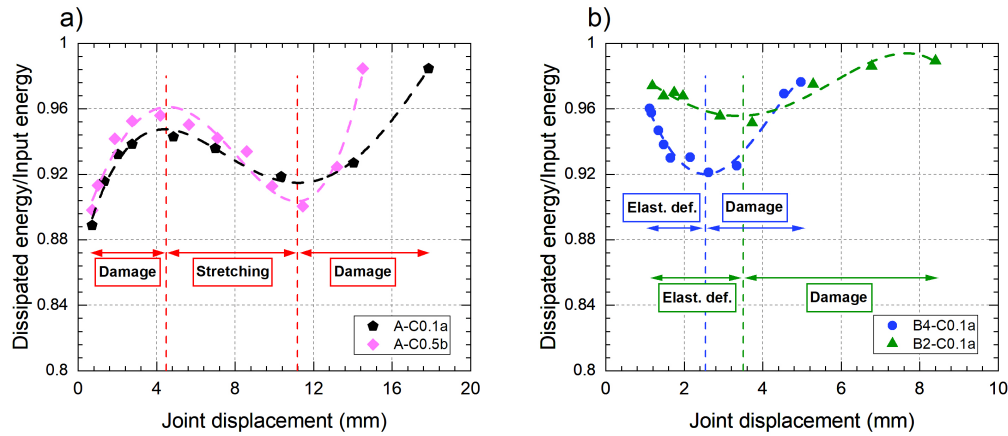 a)
Dissipated energy/Input energy
1
0.96
0.92
0.88
0.84
0.8
Damage
Stretching
Damage
A-C0.1a
A-C0.5b
0 4 8 12 16 20
Joint displacement (mm)
b)
Dissipated energy/Input energy
1
0.96
0.92
0.88
0.84
0.8
Elast. def.
Damage
Elast. def.
Damage
B4-C0.1a
B2-C0.1a
0 2 4 6 8 10
Joint displacement (mm)